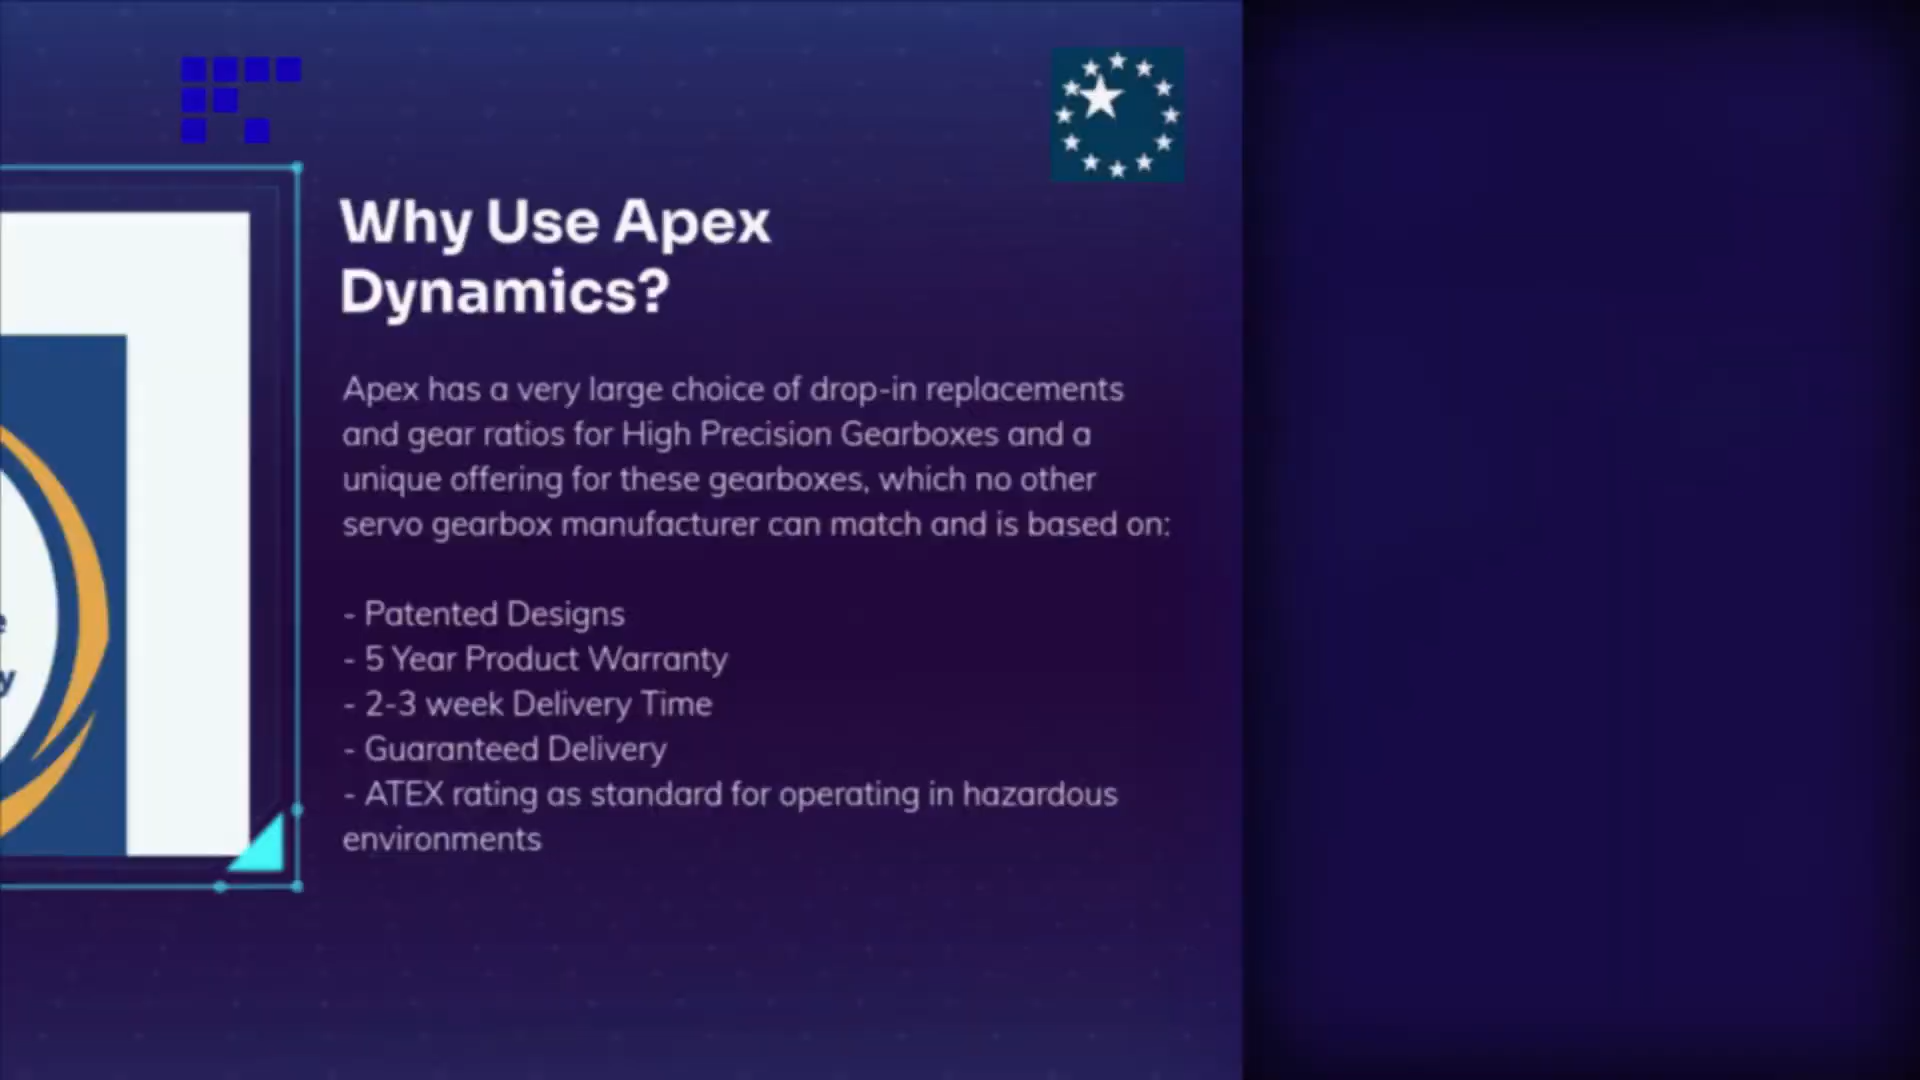 Why Use Apex
Dynamics?
Apex has a very large choice of drop-in replacements
and gear ratios for High Precision Gearboxes and a
unique offering for these gearboxes, which no other
servo gearbox manufacturer can match and is based on:
- Patented Designs
- 5 Year Product Warranty
- 2-3 week Delivery Time
- Guaranteed Delivery
- ATEX rating as standard for operating in hazardous
environments